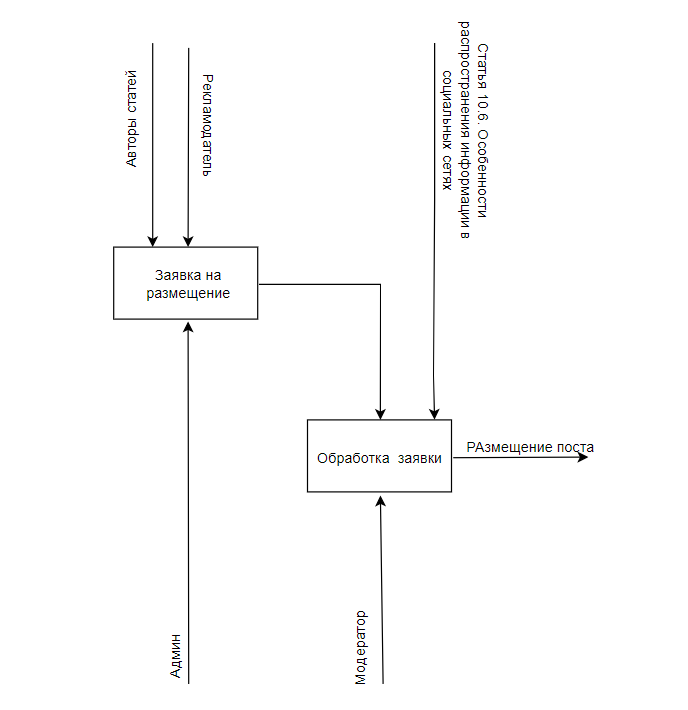 Авторы статей
Рекламодатель
Статья 10.6. Особенности
распространения информации в
социальных сетях
Заявка на
размещение
Обработка заявки
РАзмещение поста
Админ
Модератор